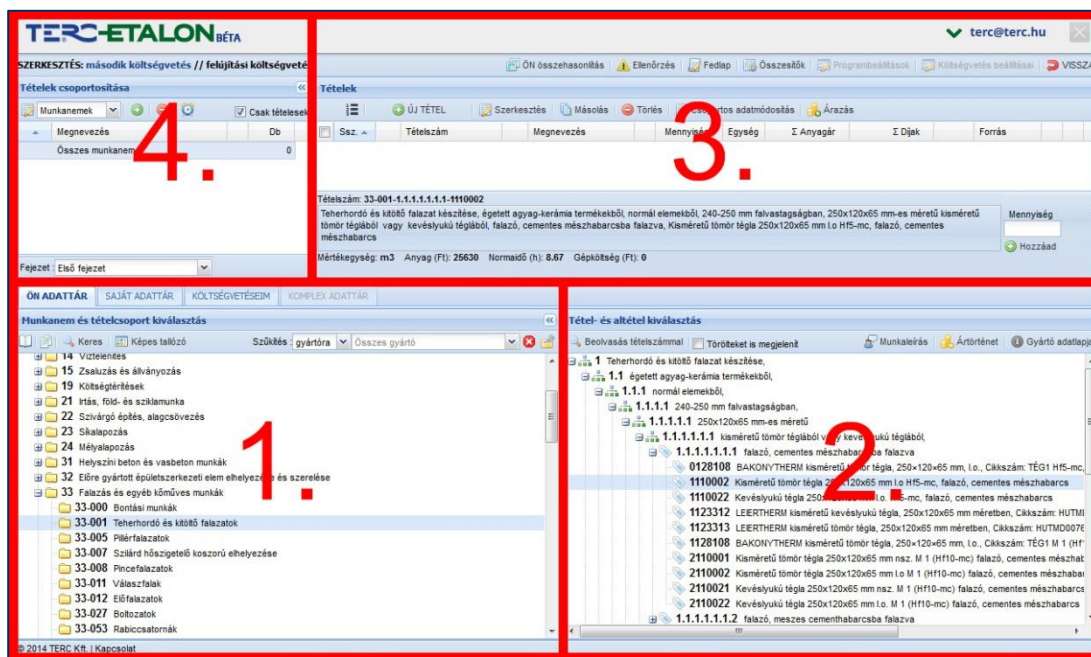 TERC-ETALON BÉTA
terc@terc.hu
SZERKESZTÉS: második költségvetés // felújítási költségveté
ÖN összehasonlítás Ellenőrzés Fedlap Összesítők Programbeállítások Költségvetés beállításai VISSZA
Tételek csoportosítása
Munkanemek Csak tételesek
Megnevezés Db
Összes munkanem 0
4.
Fejezet: Első fejezet
Tételek
ÚJ TÉTEL Szerkesztés Másolás Törlés Csoportos adatmódosítás Árazás
Ssz. Tételszám Megnevezés Mennyiség Egység Σ Anyagár Σ Díjak Forrás
3.
Tételszám: 33-001-1.1.1.1.1.1.1-1110002
Teherhordó és kitöltő falazat készítése, égetett agyag-kerámia termékekből, normál elemekből, 240-250 mm falvastagságban, 250x120x65 mm-es méretű kisméretű
tömör téglából vagy kevéslyukú téglából, falazó, cementes mészhabarcsba falazva, Kisméretű tömör tégla 250x120x65 mm I.o Hf5-mc, falazó, cementes
mészhabarcs
Mennyiség
Hozzáad
Mértékegység: m3 Anyag (Ft): 25630 Normaidő (h): 8.67 Gépköltség (Ft): 0
ÖN ADATTÁR SAJÁT ADATTÁR KÖLTSÉGVETÉSEIM KOMPLEX ADATTÁR
Munkanem és tételcsoport kiválasztás
Keres Képes tallózó Szűkítés: gyártóra Összes gyártó
14 Víztelenítés
15 Zsaluzás és állványozás
19 Költségtérítések
21 Irtás, föld- és sziklamunka
22 Szivárgó építés, alagcsövezés
23 Síkalapozás
24 Mélyalapozás
31 Helyszíni beton és vasbeton munkák
32 Előre gyártott épületszerkezeti elem elhelyezése és szerelése
33 Falazás és egyéb kőműves munkák
33-000 Bontási munkák
33-001 Teherhordó és kitöltő falazatok
33-005 Pillérfalazatok
33-007 Szilárd hőszigetelő koszorú elhelyezése
33-008 Pincefalazatok
33-011 Válaszfalak
33-012 Előfalazatok
33-027 Boltozatok
33-053 Rabiccsatornák
1.
© 2014 TERC Kft. | Kapcsolat
Tétel- és altétel kiválasztás
Beolvasás tételszámmal Törölteket is megjelenít Munkaleírás Ártörténet Gyártó adatlapja
1 Teherhordó és kitöltő falazat készítése,
1.1 égetett agyag-kerámia termékekből,
1.1.1 normál elemekből,
1.1.1.1 240-250 mm falvastagságban,
1.1.1.1.1 250x120x65 mm-es méretű
1.1.1.1.1.1 kisméretű tömör téglából vagy kevéslyukú téglából,
1.1.1.1.1.1.1 falazó, cementes mészhabarcsba falazva
0128108 BAKONYTHERM kisméretű tömör tégla, 250×120×65 mm, I.o., Cikkszám: TÉG1 Hf5-mc,
1110002 Kisméretű tömör tégla 250x120x65 mm I.o Hf5-mc, falazó, cementes mészhabarcs
1110022 Kevéslyukú tégla 250x120x65 mm I.o. Hf5-mc, falazó, cementes mészhabarcs
1123312 LEIERTHERM kisméretű kevéslyukú tégla, 250x120x65 mm méretben, Cikkszám: HUTMI
1123313 LEIERTHERM kisméretű tömör tégla, 250x120x65 mm méretben, Cikkszám: HUTMD0076
1128108 BAKONYTHERM kisméretű tömör tégla, 250×120×65 mm, I.o., Cikkszám: TÉG1 M 1 (Hf
2110001 Kisméretű tömör tégla 250x120x65 mm nsz. M 1 (Hf10-mc) falazó, cementes mészhab
2110002 Kisméretű tömör tégla 250x120x65 mm I.o M 1 (Hf10-mc) falazó, cementes mészhabar
2110021 Kevéslyukú tégla 250x120x65 mm nsz. M 1 (Hf10-mc) falazó, cementes mészhabarcs
2110022 Kevéslyukú tégla 250x120x65 mm I.o. M 1 (Hf10-mc) falazó, cementes mészhabarcs
1.1.1.1.1.1.2 falazó, meszes cementhabarcsba falazva
2.